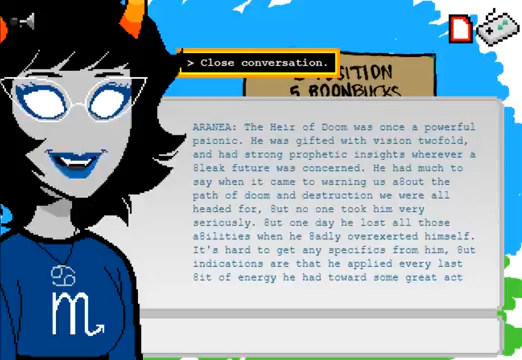 > Close conversation.
EXPOSITION
5 BOONBUCKS
ARANEA: The Heir of Doom was once a powerful
psionic. He was gifted with vision twofold,
and had strong prophetic insights wherever a
8leak future was concerned. He had much to
say when it came to warning us a8out the
path of doom and destruction we were all
headed for, 8ut no one took him very
seriously. 8ut one day he lost all those
a8ilities when he 8adly overexerted himself.
It's hard to get any specifics from him, 8ut
indications are that he applied every last
8it of energy he had toward some great act